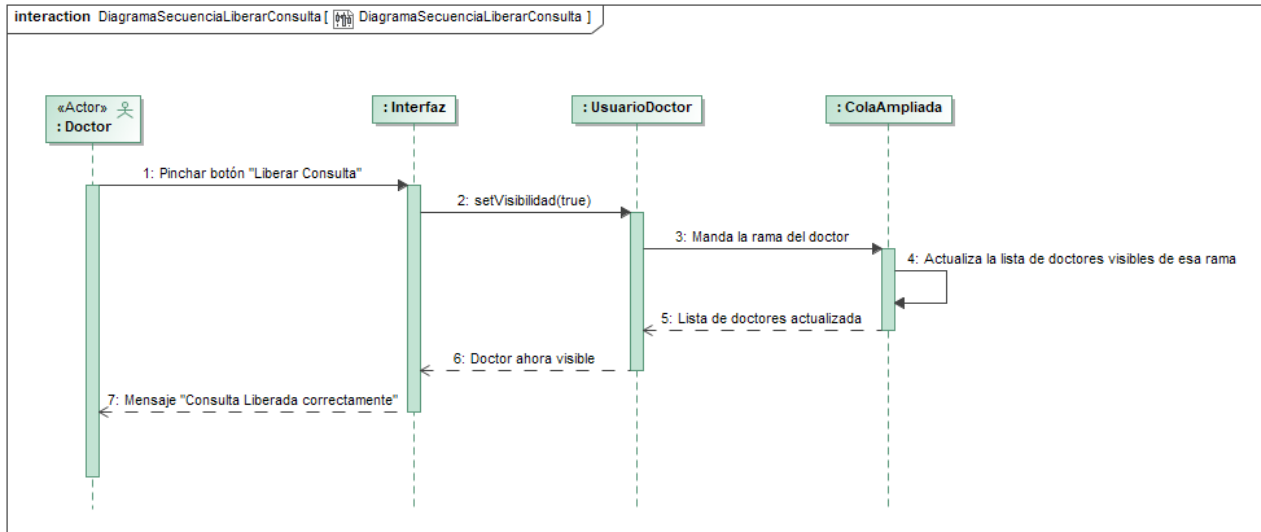 interaction DiagramaSecuenciaLiberarConsulta [ DiagramaSecuenciaLiberarConsulta ]
«Actor»
: Doctor
: Interfaz
: UsuarioDoctor
: ColaAmpliada
1: Pinchar botón "Liberar Consulta"
2: setVisibilidad(true)
3: Manda la rama del doctor
4: Actualiza la lista de doctores visibles de esa rama
5: Lista de doctores actualizada
6: Doctor ahora visible
7: Mensaje "Consulta Liberada correctamente"